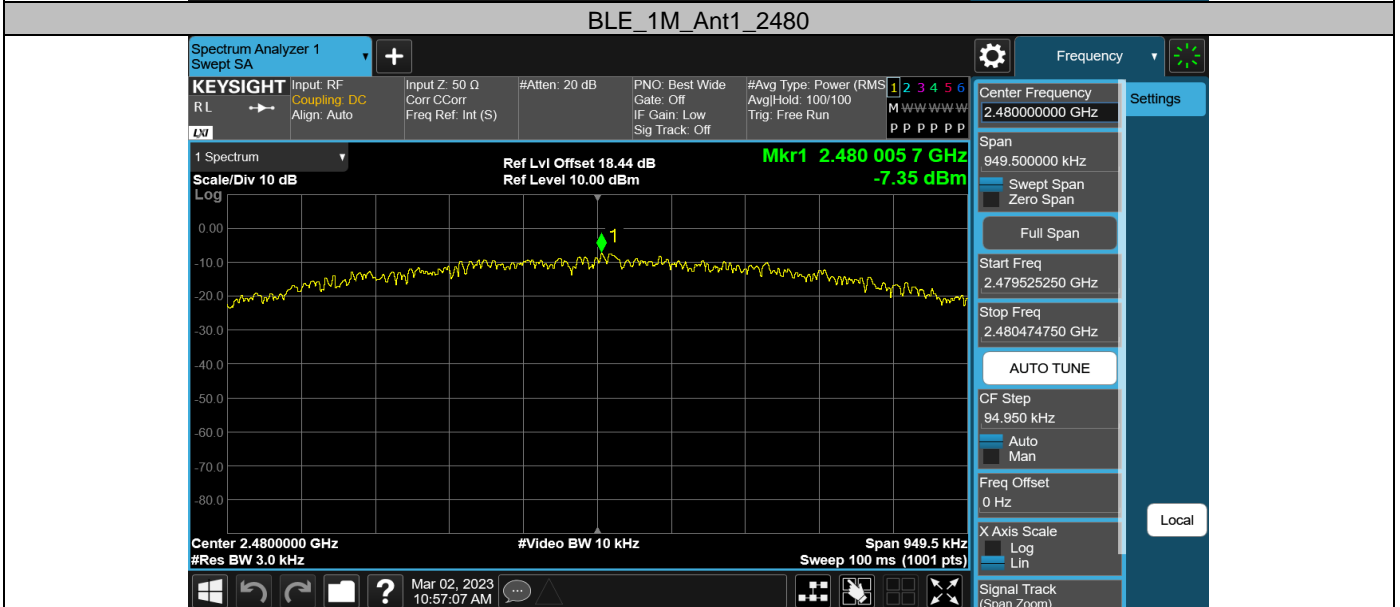 BLE_1M_Ant1_2480
Spectrum Analyzer 1
Swept SA
+
Frequency
KEYSIGHT
RL
LXI
Input: RF
Coupling: DC
Align: Auto
Input Z: 50 Ω
Corr CCorr
Freq Ref: Int (S)
#Atten: 20 dB
PNO: Best Wide
Gate: Off
IF Gain: Low
Sig Track: Off
#Avg Type: Power (RMS
Avg|Hold: 100/100
Trig: Free Run
1 2 3 4 5 6
M W W W W W
P P P P P P
Center Frequency
2.480000000 GHz
Settings
1 Spectrum
Scale/Div 10 dB
Log
Ref Lvl Offset 18.44 dB
Ref Level 10.00 dBm
Mkr1 2.480 005 7 GHz
-7.35 dBm
Span
949.500000 kHz
Swept Span
Zero Span
Full Span
Start Freq
2.479525250 GHz
Stop Freq
2.480474750 GHz
AUTO TUNE
CF Step
94.950 kHz
Auto
Man
Freq Offset
0 Hz
X Axis Scale
Log
Lin
Signal Track
(Span Zoom)
Local
1
0.00
-10.0
-20.0
-30.0
-40.0
-50.0
-60.0
-70.0
-80.0
Center 2.4800000 GHz
#Res BW 3.0 kHz
#Video BW 10 kHz
Span 949.5 kHz
Sweep 100 ms (1001 pts)
?
Mar 02, 2023
10:57:07 AM